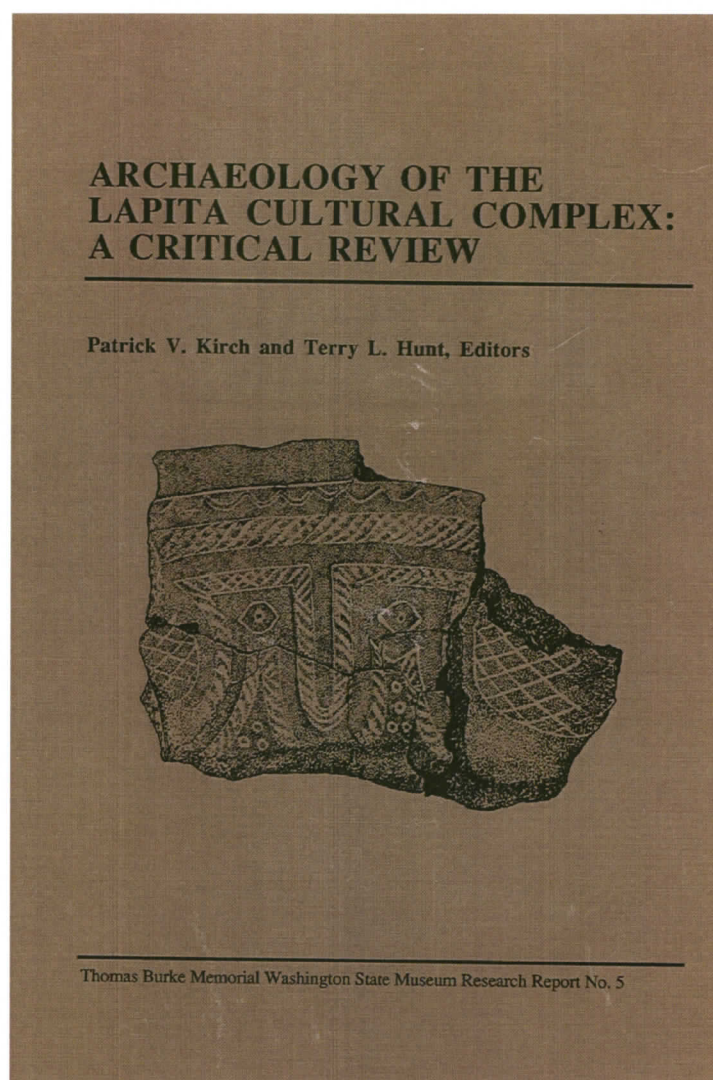 ARCHAEOLOGY OF THE
LAPITA CULTURAL COMPLEX:
A CRITICAL REVIEW
Patrick V. Kirch and Terry L. Hunt, Editors
Thomas Burke Memorial Washington State Museum Research Report No. 5